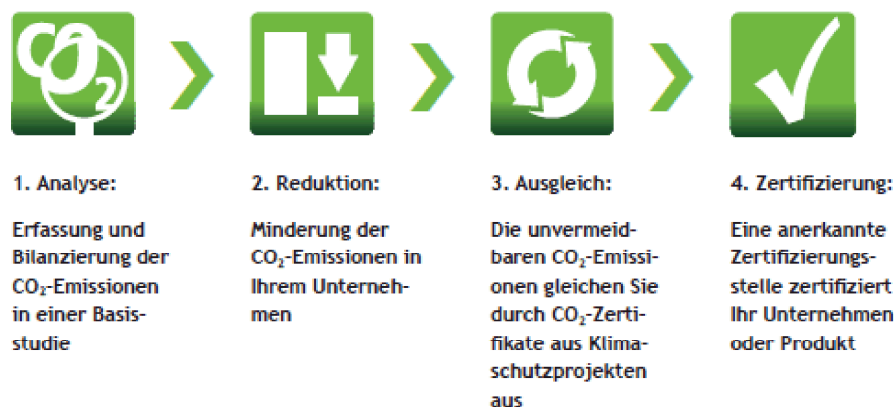 CO2
1. Analyse:
Erfassung und
Bilanzierung der
CO₂-Emissionen
in einer Basis-
studie
2. Reduktion:
Minderung der
CO₂-Emissionen in
Ihrem Unterneh-
men
3. Ausgleich:
Die unvermeid-
baren CO₂-Emissi-
onen gleichen Sie
durch CO₂-Zerti-
fikate aus Klima-
schutzprojekten
aus
4. Zertifizierung:
Eine anerkannte
Zertifizierungs-
stelle zertifiziert
Ihr Unternehmen
oder Produkt